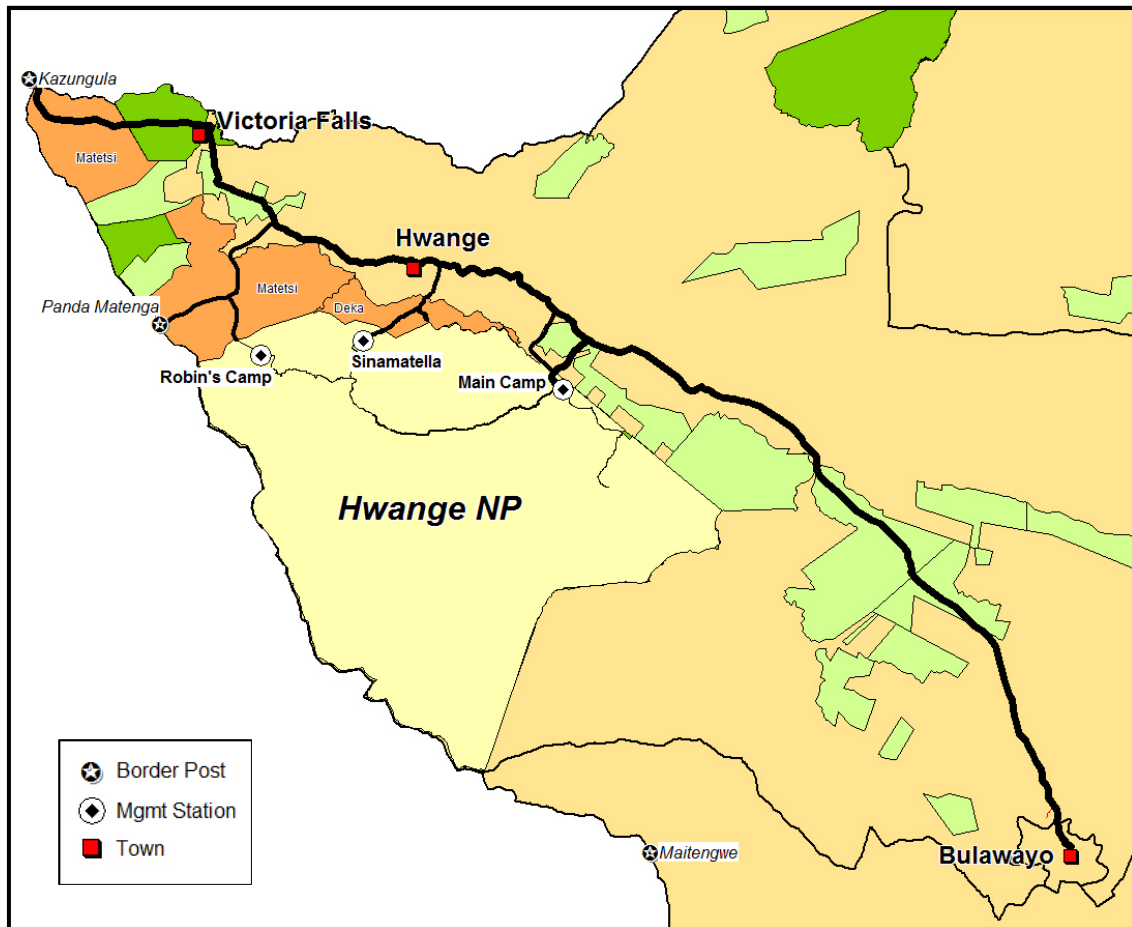 Kazungula
Victoria Falls
Matetsi
Hwange
Matetsi
Panda Matenga
Deka
Robin's Camp
Sinamatella
Main Camp
Hwange NP
Border Post
Mgmt Station
Town
Maitengwe
Bulawayo